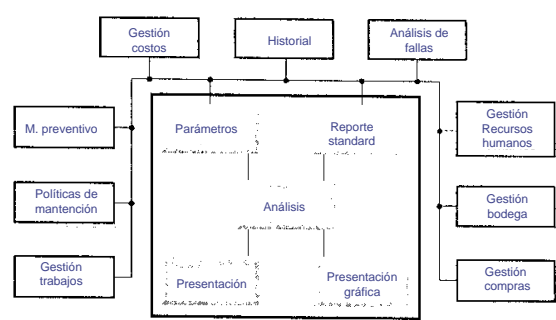 Gestión
costos
Historial
Análisis de
fallas
M. preventivo
Parámetros
Reporte
standard
Gestión
Recursos
humanos
Políticas de
mantención
Análisis
Gestión
bodega
Gestión
trabajos
Presentación
Presentación
gráfica
Gestión
compras